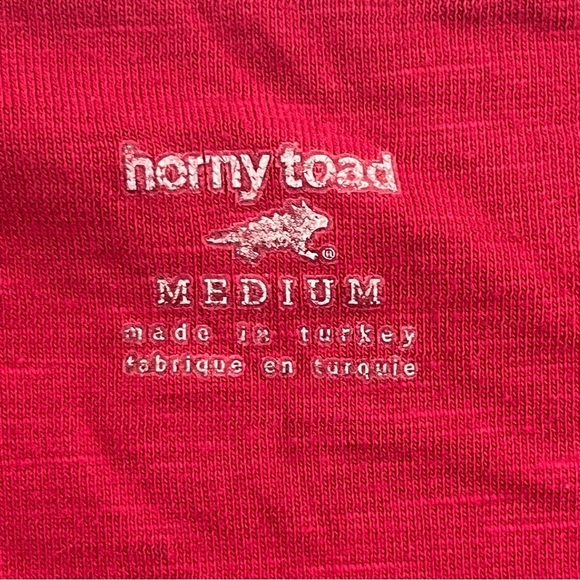 horny toad
®
MEDIUM
made in turkey
fabrique en turquie